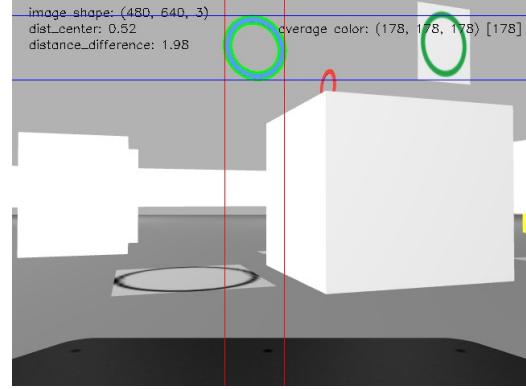 image shape: (480, 640, 3)
dist_center: 0.52
average color: (178, 178, 178) [178]
distance_difference: 1.98